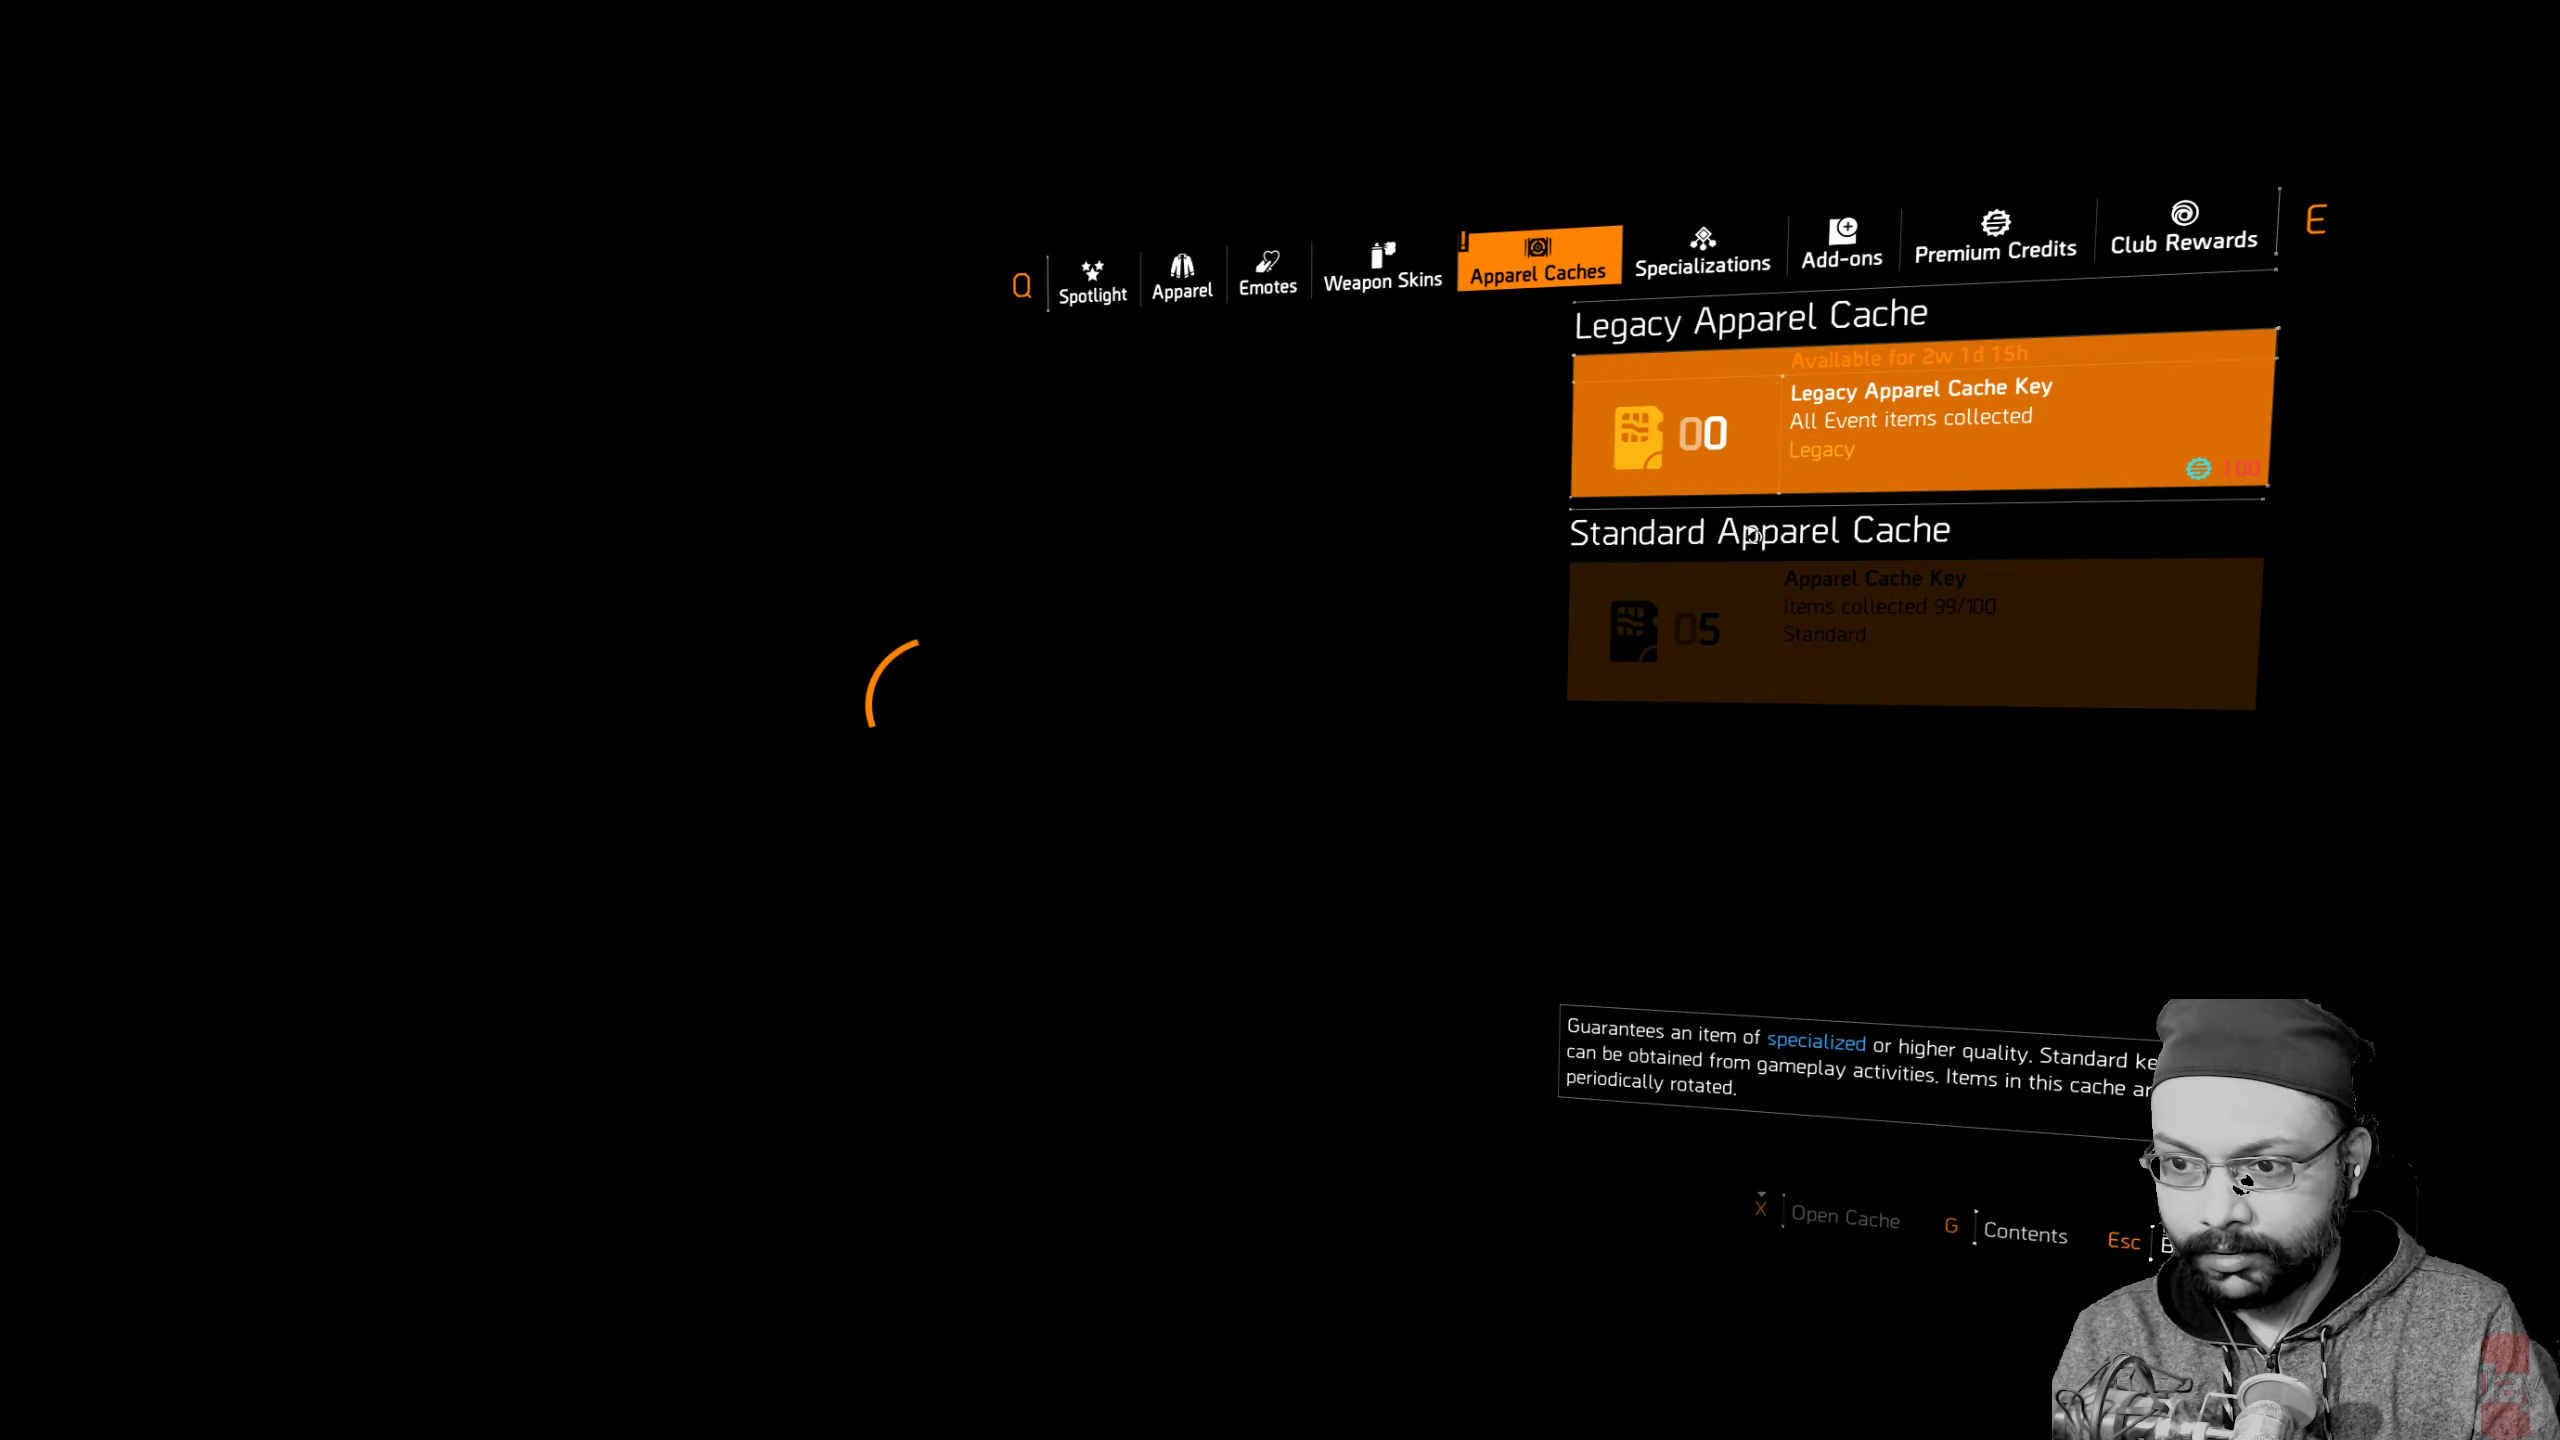 Q
Spotlight
Apparel
Emotes
Weapon Skins
Apparel Caches
Specializations
Add-ons
Premium Credits
Club Rewards
E
Legacy Apparel Cache
Available for 2w 1d 15h
Legacy Apparel Cache Key
All Event items collected
00
Legacy
100
Standard Apparel Cache
Apparel Cache Key
Items collected 99/100
05
Standard
Guarantees an item of specialized or higher quality. Standard
can be obtained from gameplay activities. Items in this cache
periodically rotated.
X Open Cache G Contents Esc